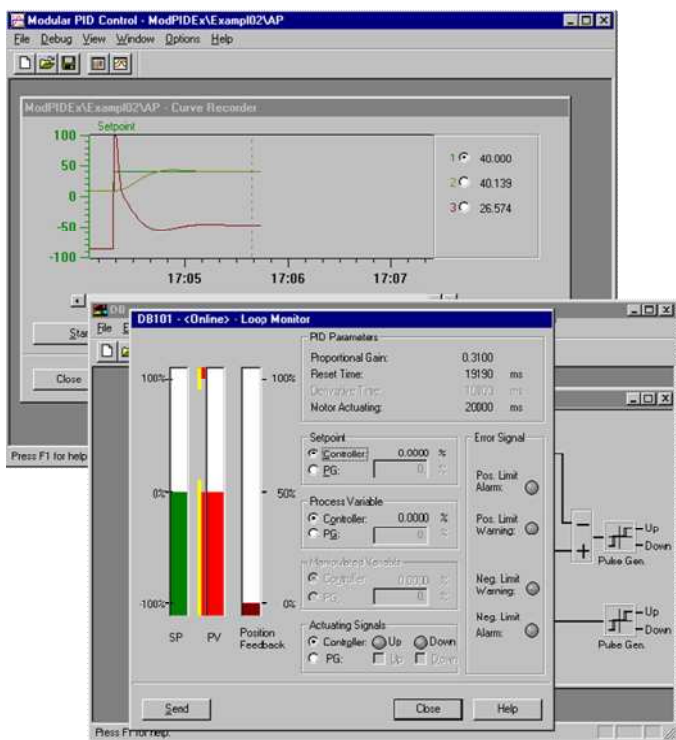 Modular PID Control - ModPIDEx\Exampl02\AP
File Debug View Window Options Help
ModPIDEx\Exampl02\AP - Curve Recorder
Setpoint
100
50
0
-50
-100
1 40.000
2 40.139
3 26.574
17:05 17:06 17:07
Close
Press F1 for help
DB
File
DB101 - <Online> - Loop Monitor
PID Parameters
Proportional Gain: 0.3100
Reset Time: 19190 ms
Derivative Time: ms
Motor Actuating: 20000 ms
100% 100%
0% 50%
-100% 0%
SP PV Position Feedback
Setpoint
Controller: 0.0000 %
PG: 0. %
Process Variable
Controller: 0.0000 %
PG: 0. %
Manipulated Variable
Controller: 0.0000 %
PG: 0. %
Actuating Signals
Controller: Up Down
PG: Up Down
Error Signal
Pos. Limit
Alarm:
Pos. Limit
Warning:
Neg. Limit
Warning:
Neg. Limit
Alarm:
Send Close Help
Up
Down
Pulse Gen.
Up
Down
Pulse Gen.
Press F1 for help.